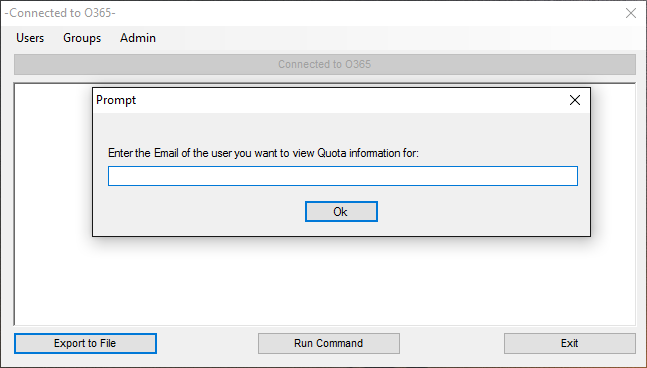 -Connected to O365-
Users Groups Admin
Connected to O365
Prompt
Enter the Email of the user you want to view Quota information for:
Ok
Export to File Run Command Exit